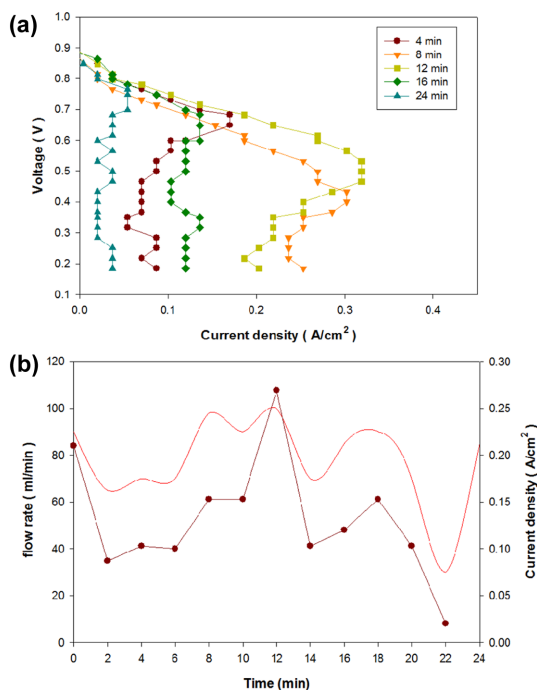 (a)
1.0
0.9
0.8
0.7
0.6
0.5
0.4
0.3
0.2
0.1
Voltage ( V )
4 min
8 min
12 min
16 min
24 min
0.0 0.1 0.2 0.3 0.4
Current density ( A/cm2 )
(b)
120
100
80
60
40
20
0
flow rate ( ml/min )
0.30
0.25
0.20
0.15
0.10
0.05
0.00
Current density ( A/cm2 )
0 2 4 6 8 10 12 14 16 18 20 22 24
Time (min)